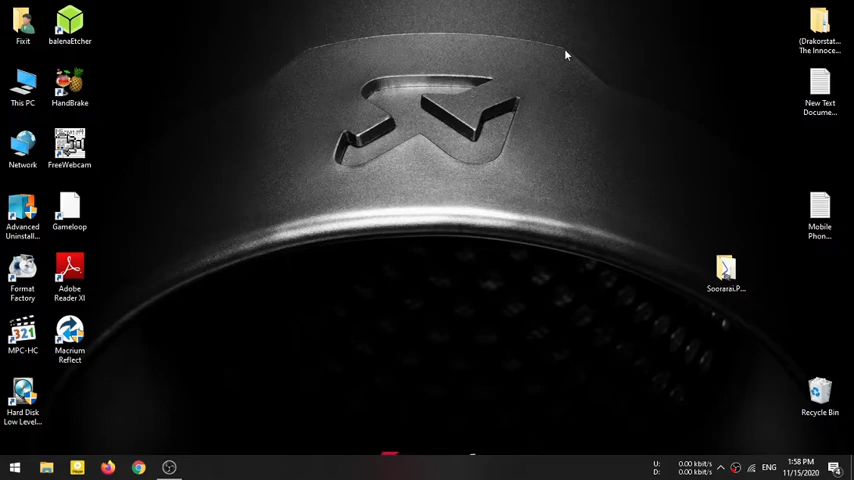 Fixit
balenaEtcher
(Drakorstat...
The Innoce...
This PC
HandBrake
New Text
Docume...
Network
FreeWebcam
Advanced
Uninstall...
Gameloop
Mobile
Phon...
Format
Factory
Adobe
Reader XI
Soorarai.P...
MPC-HC
Macrium
Reflect
Hard Disk
Low Level...
Recycle Bin
U: 0.00 kbit/s
D: 0.00 kbit/s
ENG
1:58 PM
11/15/2020
4